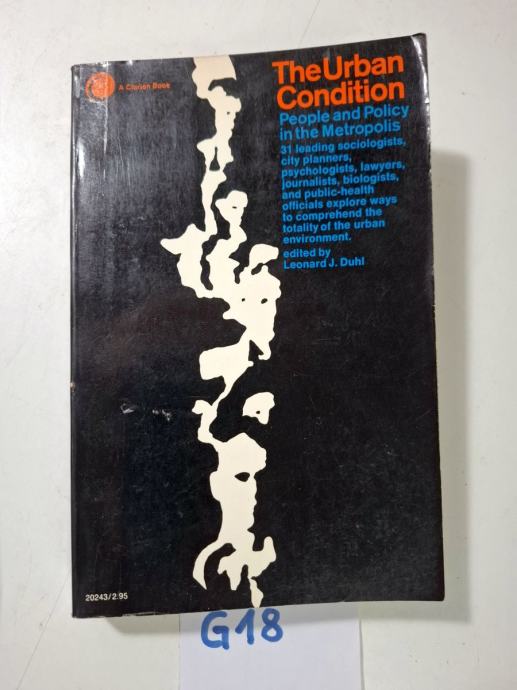 A Clarion Book
The Urban
Condition
People and Policy
in the Metropolis
31 leading sociologists,
city planners,
psychologists, lawyers,
journalists, biologists,
and public-health
officials explore ways
to comprehend the
totality of the urban
environment.
edited by
Leonard J. Duhl
20243/2.95
G18